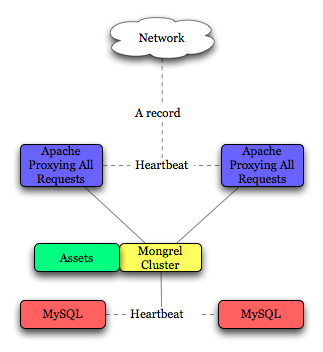 Network
A record
Apache
Proxying All
Requests
Heartbeat
Apache
Proxying All
Requests
Assets
Mongrel
Cluster
MySQL
Heartbeat
MySQL